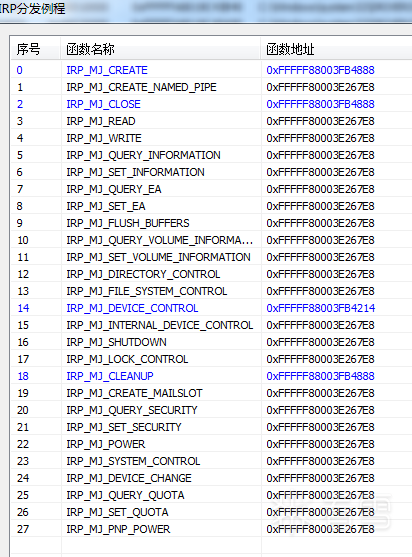 IRP分发例程
序号 函数名称 函数地址
0 IRP_MJ_CREATE 0xFFFFF88003FB4888
1 IRP_MJ_CREATE_NAMED_PIPE 0xFFFFF80003E267E8
2 IRP_MJ_CLOSE 0xFFFFF88003FB4888
3 IRP_MJ_READ 0xFFFFF80003E267E8
4 IRP_MJ_WRITE 0xFFFFF80003E267E8
5 IRP_MJ_QUERY_INFORMATION 0xFFFFF80003E267E8
6 IRP_MJ_SET_INFORMATION 0xFFFFF80003E267E8
7 IRP_MJ_QUERY_EA 0xFFFFF80003E267E8
8 IRP_MJ_SET_EA 0xFFFFF80003E267E8
9 IRP_MJ_FLUSH_BUFFERS 0xFFFFF80003E267E8
10 IRP_MJ_QUERY_VOLUME_INFORMA... 0xFFFFF80003E267E8
11 IRP_MJ_SET_VOLUME_INFORMATION 0xFFFFF80003E267E8
12 IRP_MJ_DIRECTORY_CONTROL 0xFFFFF80003E267E8
13 IRP_MJ_FILE_SYSTEM_CONTROL 0xFFFFF80003E267E8
14 IRP_MJ_DEVICE_CONTROL 0xFFFFF88003FB4214
15 IRP_MJ_INTERNAL_DEVICE_CONTROL 0xFFFFF80003E267E8
16 IRP_MJ_SHUTDOWN 0xFFFFF80003E267E8
17 IRP_MJ_LOCK_CONTROL 0xFFFFF80003E267E8
18 IRP_MJ_CLEANUP 0xFFFFF88003FB4888
19 IRP_MJ_CREATE_MAILSLOT 0xFFFFF80003E267E8
20 IRP_MJ_QUERY_SECURITY 0xFFFFF80003E267E8
21 IRP_MJ_SET_SECURITY 0xFFFFF80003E267E8
22 IRP_MJ_POWER 0xFFFFF80003E267E8
23 IRP_MJ_SYSTEM_CONTROL 0xFFFFF80003E267E8
24 IRP_MJ_DEVICE_CHANGE 0xFFFFF80003E267E8
25 IRP_MJ_QUERY_QUOTA 0xFFFFF80003E267E8
26 IRP_MJ_SET_QUOTA 0xFFFFF80003E267E8
27 IRP_MJ_PNP_POWER 0xFFFFF80003E267E8